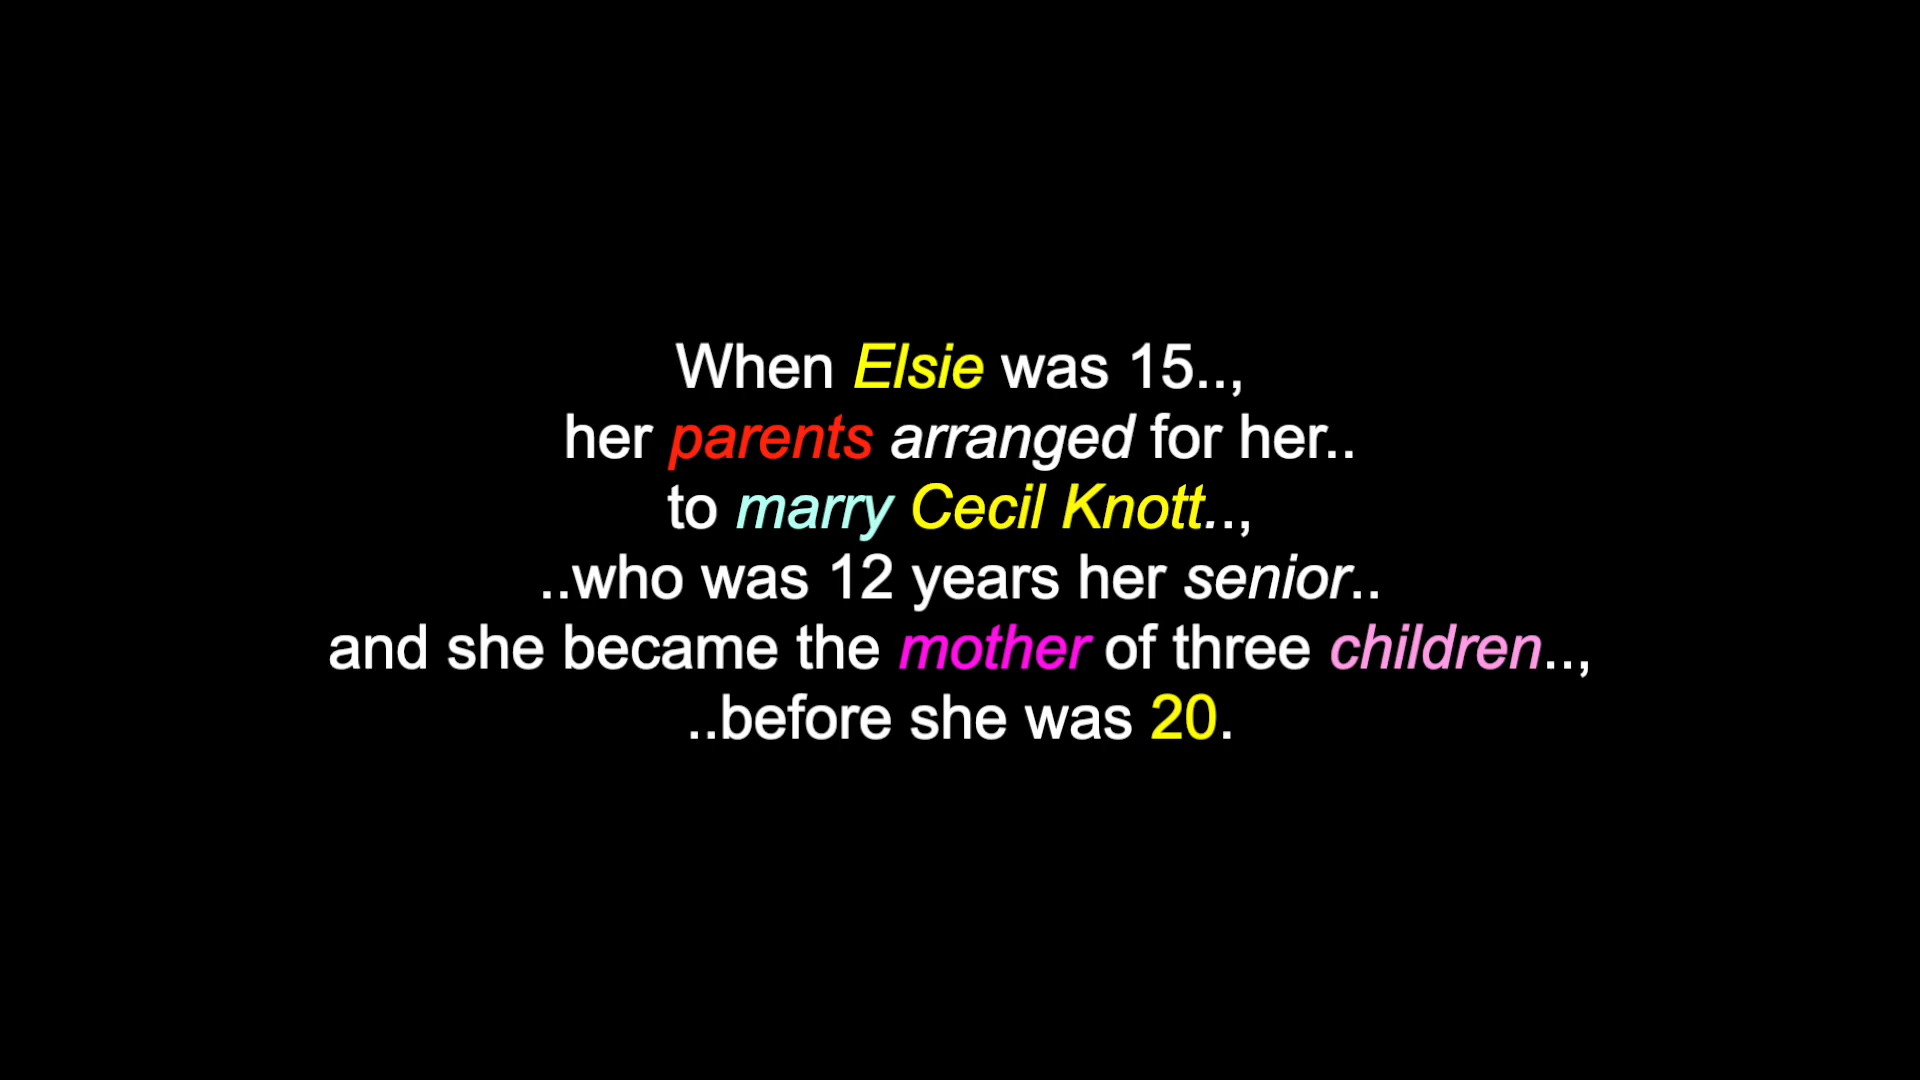 When Elsie was 15..,
her parents arranged for her..
to marry Cecil Knott..,
..who was 12 years her senior..
and she became the mother of three children..,
..before she was 20.